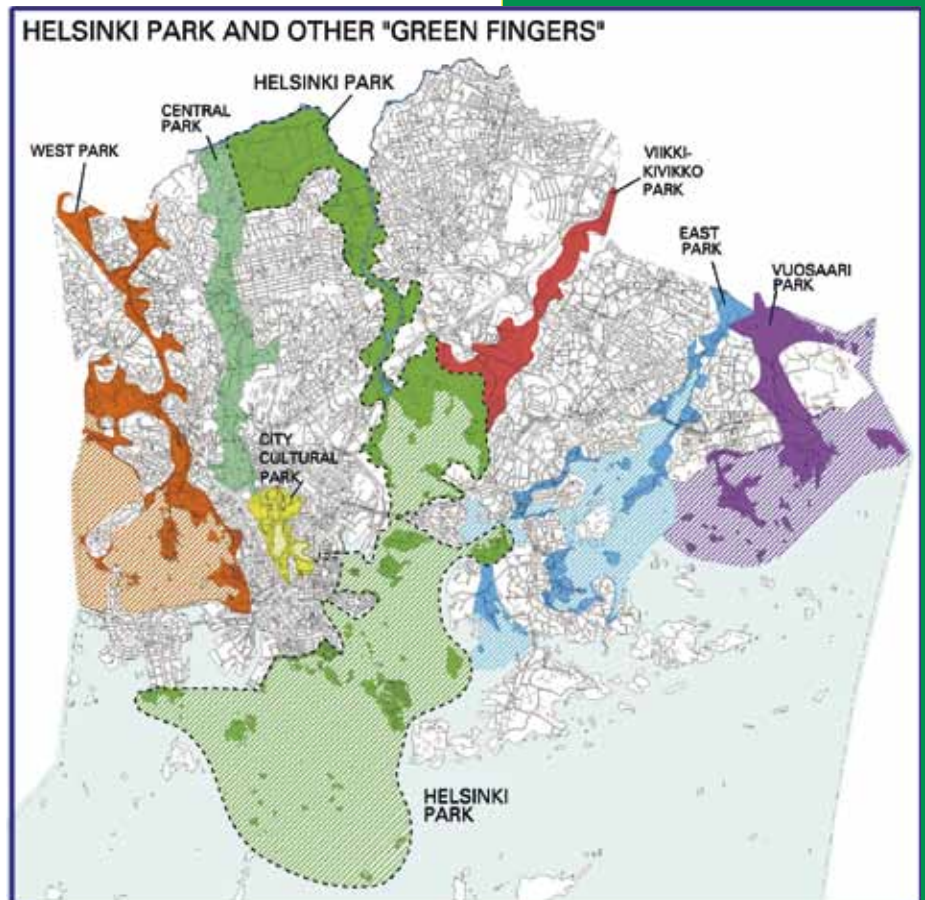 HELSINKI PARK AND OTHER "GREEN FINGERS"
HELSINKI PARK
CENTRAL
PARK
WEST PARK
VIIKKI-
KIVIKKO
PARK
EAST
PARK
VUOSAARI
PARK
CITY
CULTURAL
PARK
HELSINKI
PARK